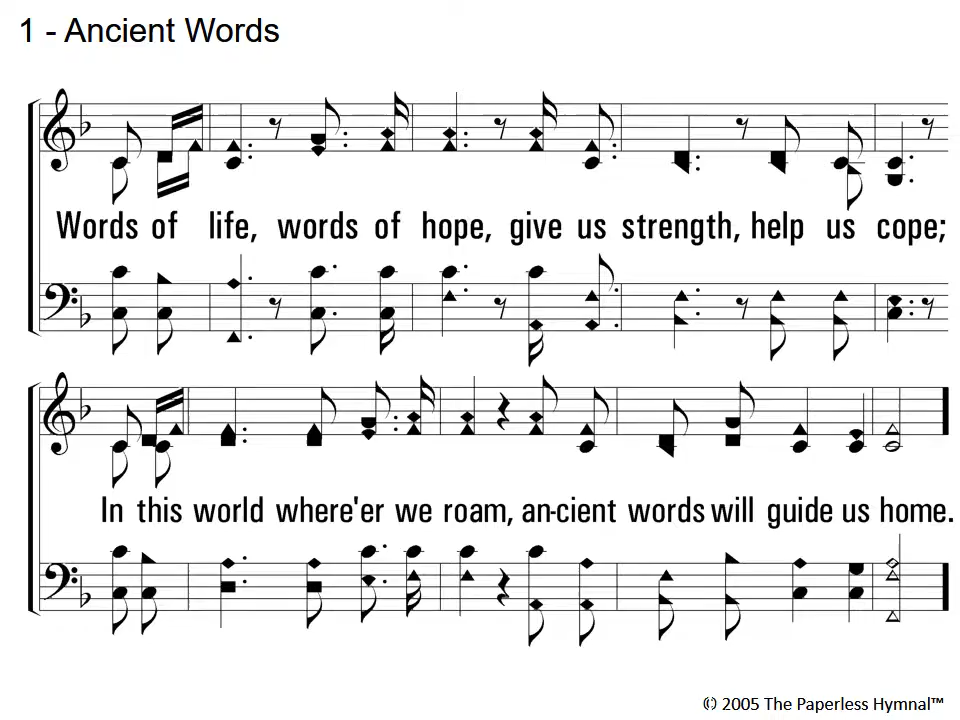 1 - Ancient Words
Words of life, words of hope, give us strength, help us cope;
In this world where'er we roam, an-cient words will guide us home.
© 2005 The Paperless Hymnal™